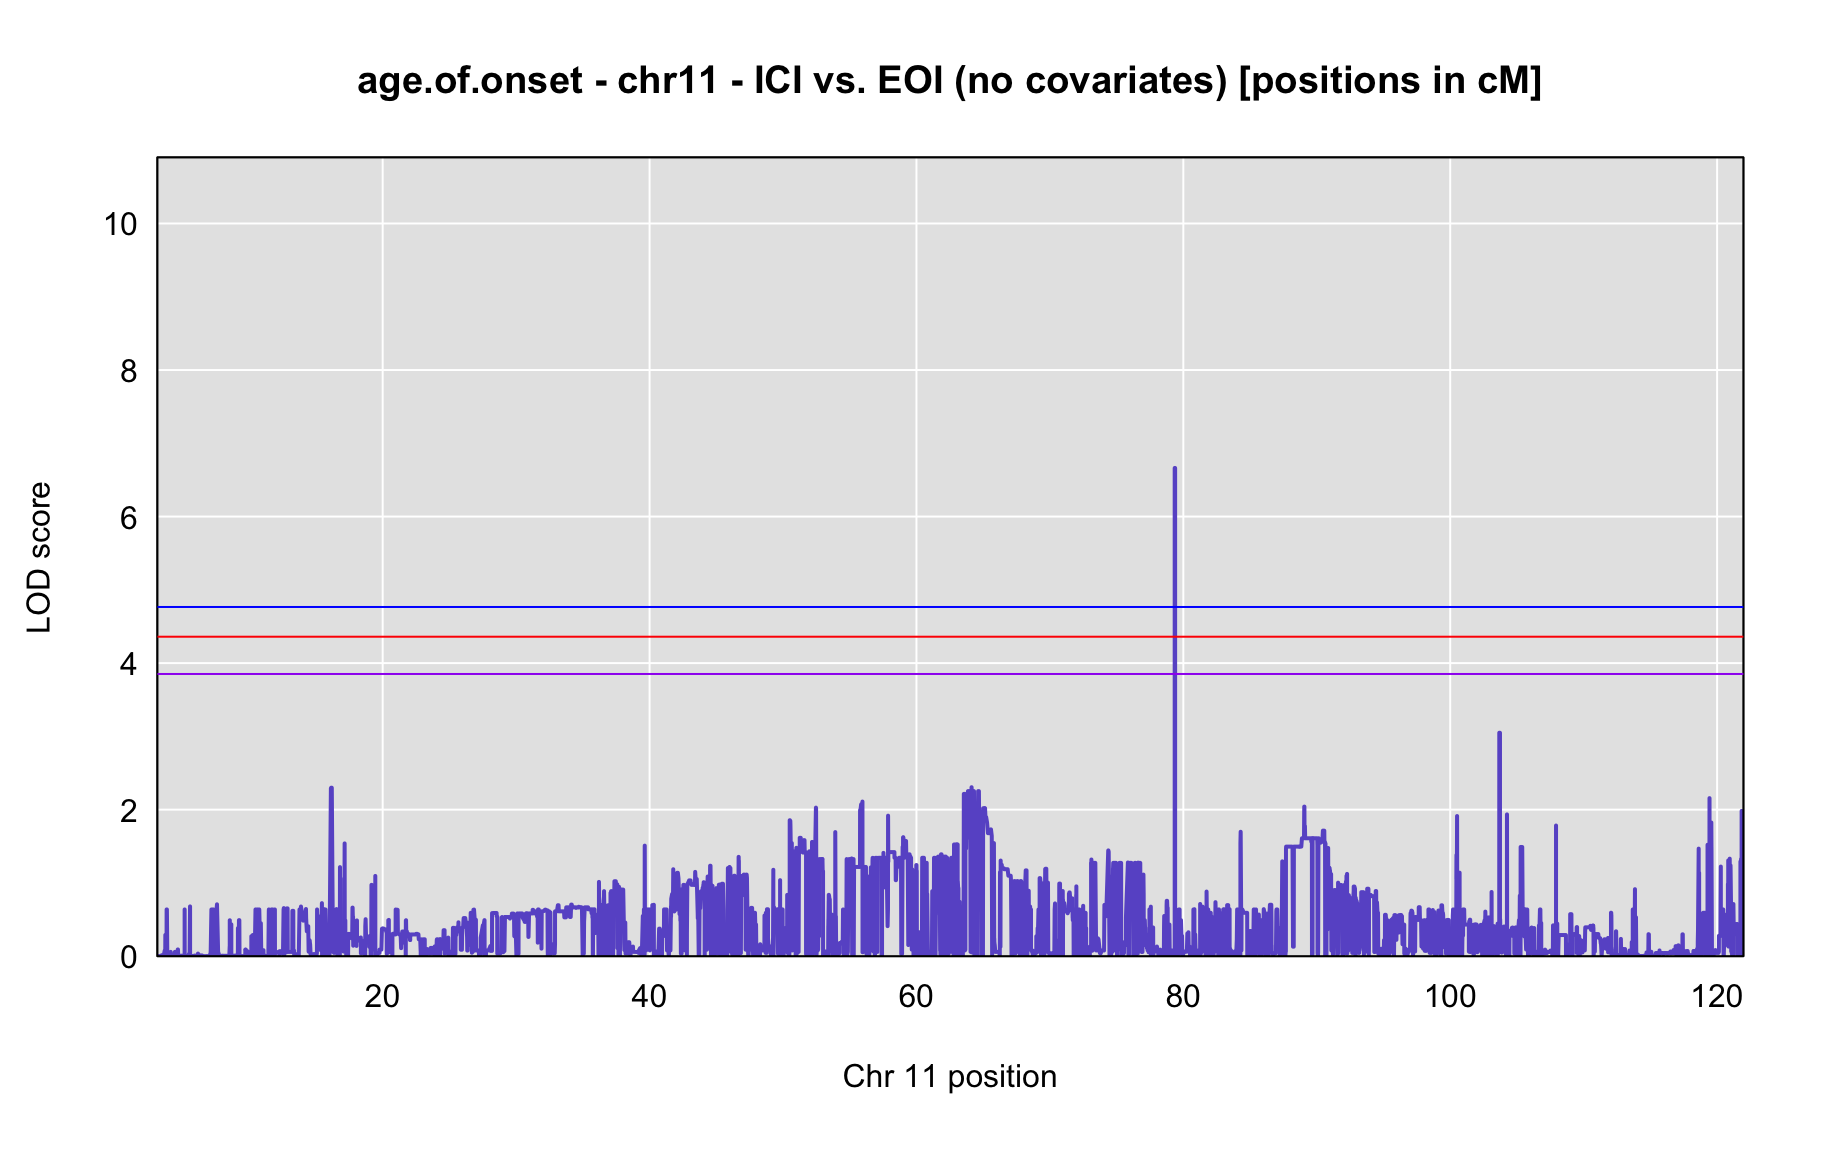 age.of.onset - chr11 - ICI vs. EOI (no covariates) [positions in cM]
10
8
6
4
2
0
LOD score
20 40 60 80 100 120
Chr 11 position